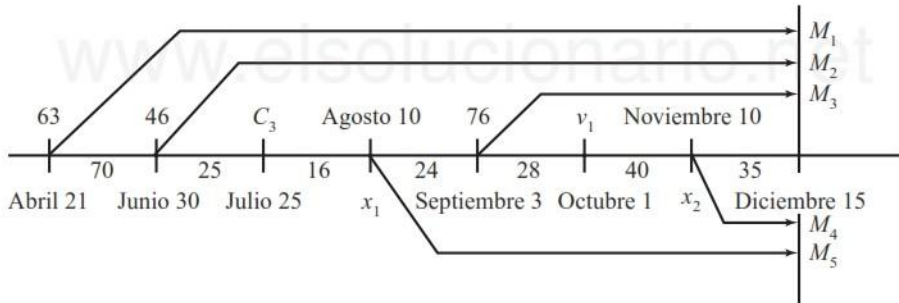 www.elsolucionario.net
M1
M2
M3
63 46 C3 Agosto 10 76 v1 Noviembre 10
70 25 16 24 28 40 35
Abril 21 Junio 30 Julio 25 x1 Septiembre 3 Octubre 1 x2 Diciembre 15
M4
M5